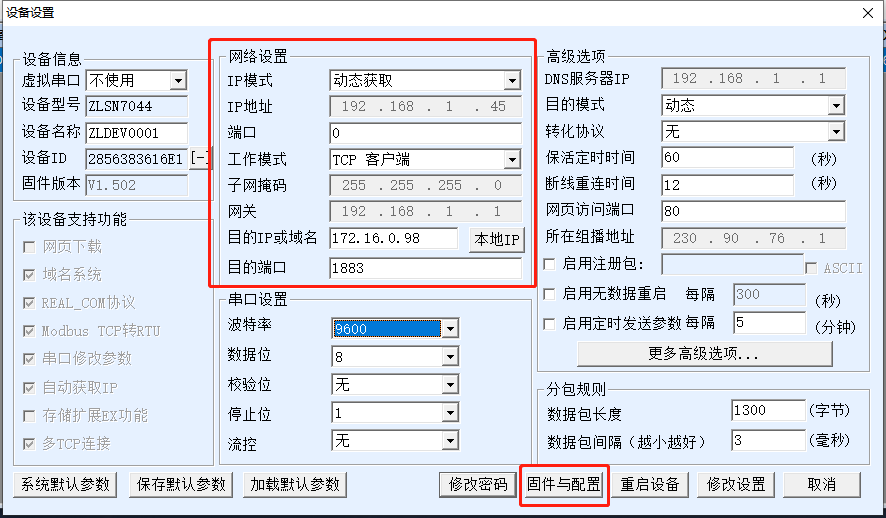 设备设置
设备信息
虚拟串口 不使用
设备型号 ZLSN7044
设备名称 ZLDEV0001
设备ID 2856383616E1 [-]
固件版本 V1.502
该设备支持功能
网页下载
域名系统
REAL_COM协议
Modbus TCP转RTU
串口修改参数
自动获取IP
存储扩展EX功能
多TCP连接
网络设置
IP模式 动态获取
IP地址 192 .168 . 1 . 45
端口 0
工作模式 TCP 客户端
子网掩码 255 .255 .255 . 0
网关 192 .168 . 1 . 1
目的IP或域名 172.16.0.98 本地IP
目的端口 1883
串口设置
波特率 9600
数据位 8
校验位 无
停止位 1
流控 无
高级选项
DNS服务器IP 192 .168 . 1 . 1
目的模式 动态
转化协议 无
保活定时时间 60 (秒)
断线重连时间 12 (秒)
网页访问端口 80
所在组播地址 230 . 90 . 76 . 1
启用注册包: ASCII
启用无数据重启 每隔 300 (秒)
启用定时发送参数 每隔 5 (分钟)
更多高级选项...
分包规则
数据包长度 1300 (字节)
数据包间隔（越小越好） 3 (毫秒)
系统默认参数 保存默认参数 加载默认参数 修改密码 固件与配置 重启设备 修改设置 取消